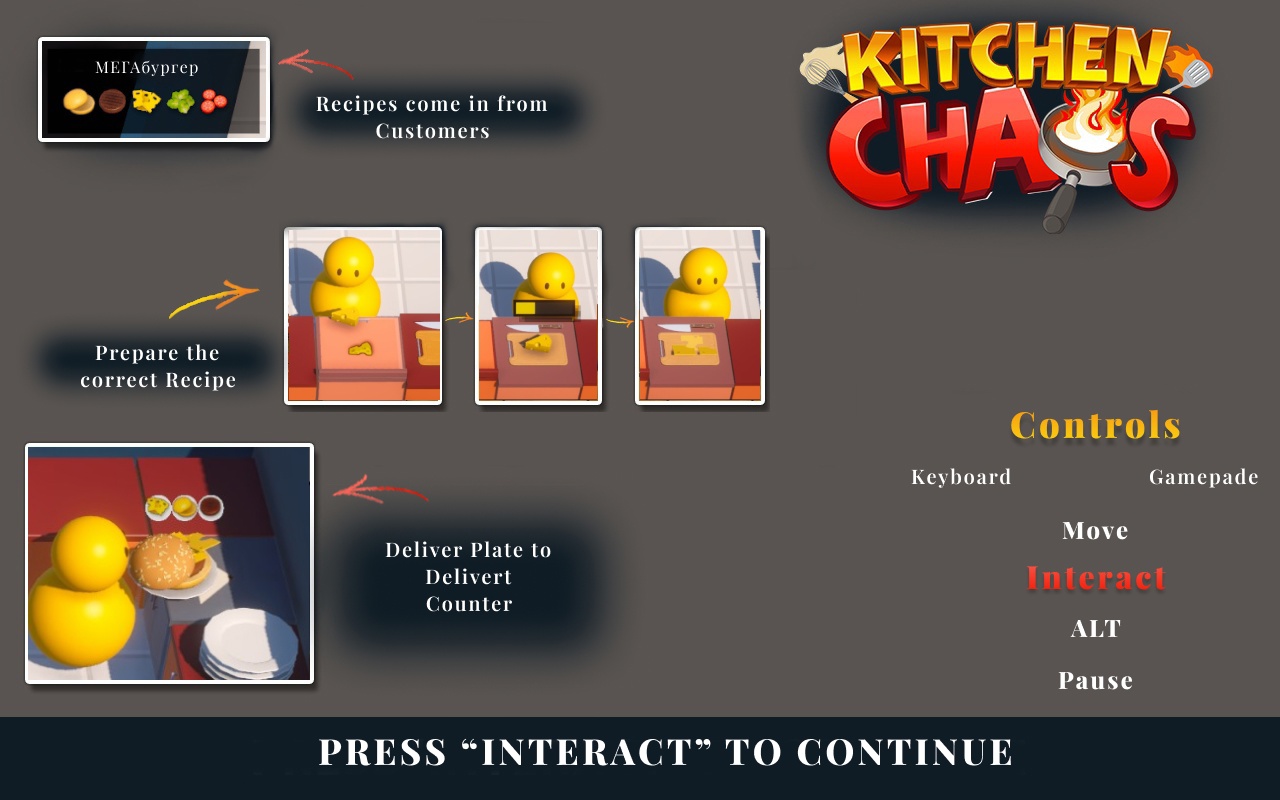 МЕГАбургер
Recipes come in from
Customers
KITCHEN
CHAOS
Prepare the
correct Recipe
Deliver Plate to
Delivert
Counter
Controls
Keyboard Gamepade
Move
Interact
ALT
Pause
PRESS “INTERACT” TO CONTINUE